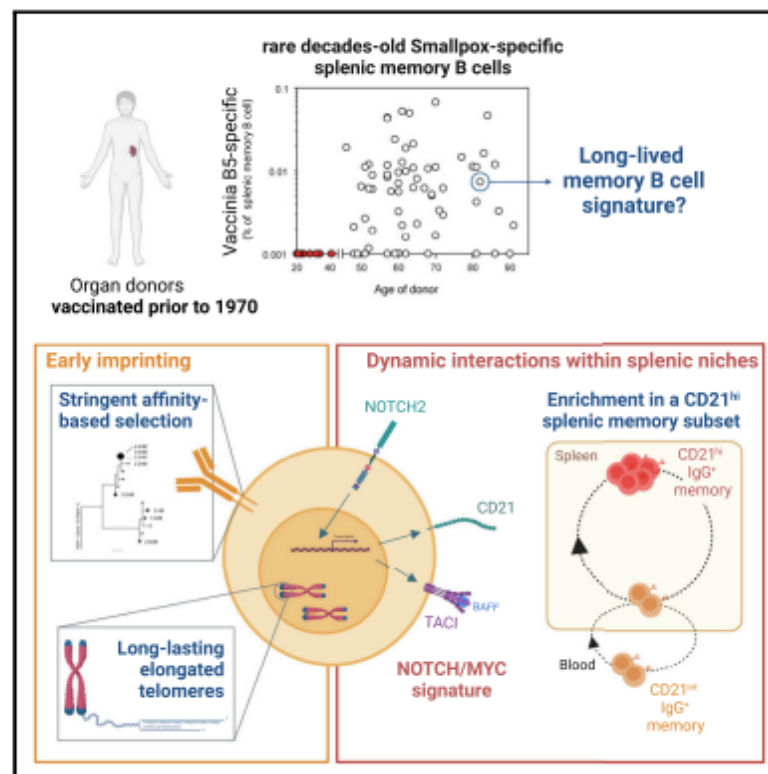 rare decades-old Smallpox-specific
splenic memory B cells
Vaccinia B5-specific
(% of splenic memory B cell)
0.1
0.01
0.001
20
30
40
50
60
70
80
90
Age of donor
Long-lived
memory B cell
signature?
Organ donors
vaccinated prior to 1970
Early imprinting
Stringent affinity-
based selection
Long-lasting
elongated
telomeres
Dynamic interactions within splenic niches
NOTCH2
CD21
TACI
BAFF
NOTCH/MYC
signature
Enrichment in a CD21hi
splenic memory subset
Spleen
CD21hi
IgG+
memory
Blood
CD21int
IgG+
memory